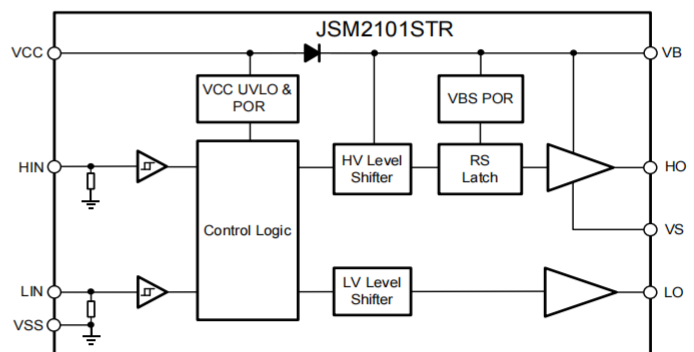 JSM2101STR
VCC
VB
VCC UVLO &
POR
VBS POR
HIN
HV Level
Shifter
RS
Latch
HO
Control Logic
VS
LIN
LV Level
Shifter
LO
VSS